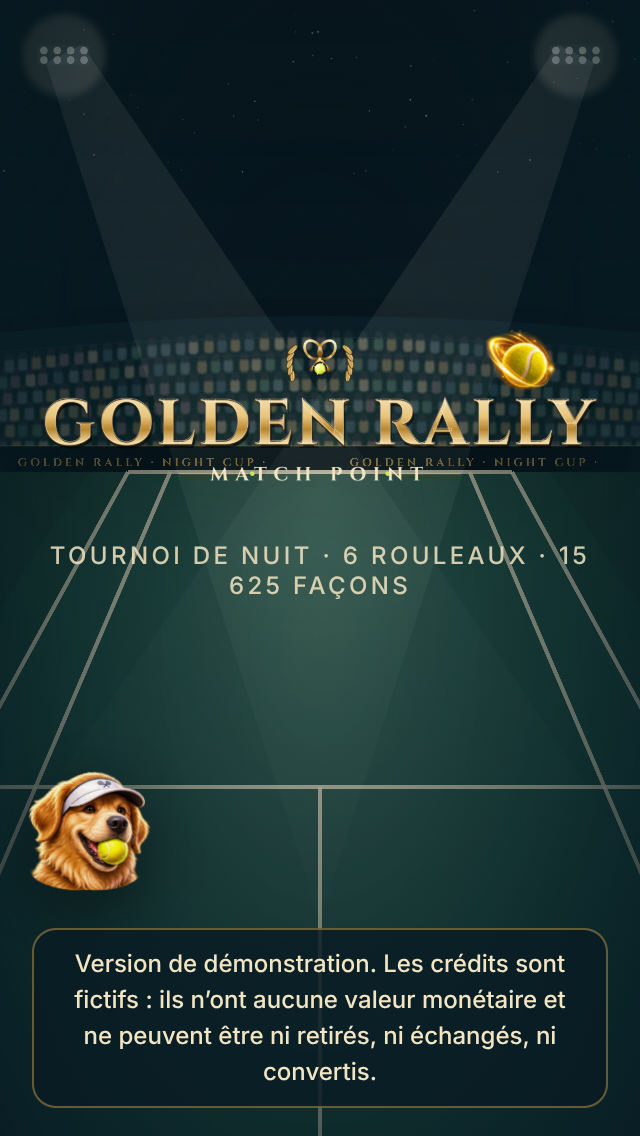 GOLDEN RALLY
GOLDEN RALLY · NIGHT CUP · GOLDEN RALLY · NIGHT CUP ·
MATCH POINT
TOURNOI DE NUIT · 6 ROULEAUX · 15
625 FAÇONS
Version de démonstration. Les crédits sont
fictifs : ils n’ont aucune valeur monétaire et
ne peuvent être ni retirés, ni échangés, ni
convertis.